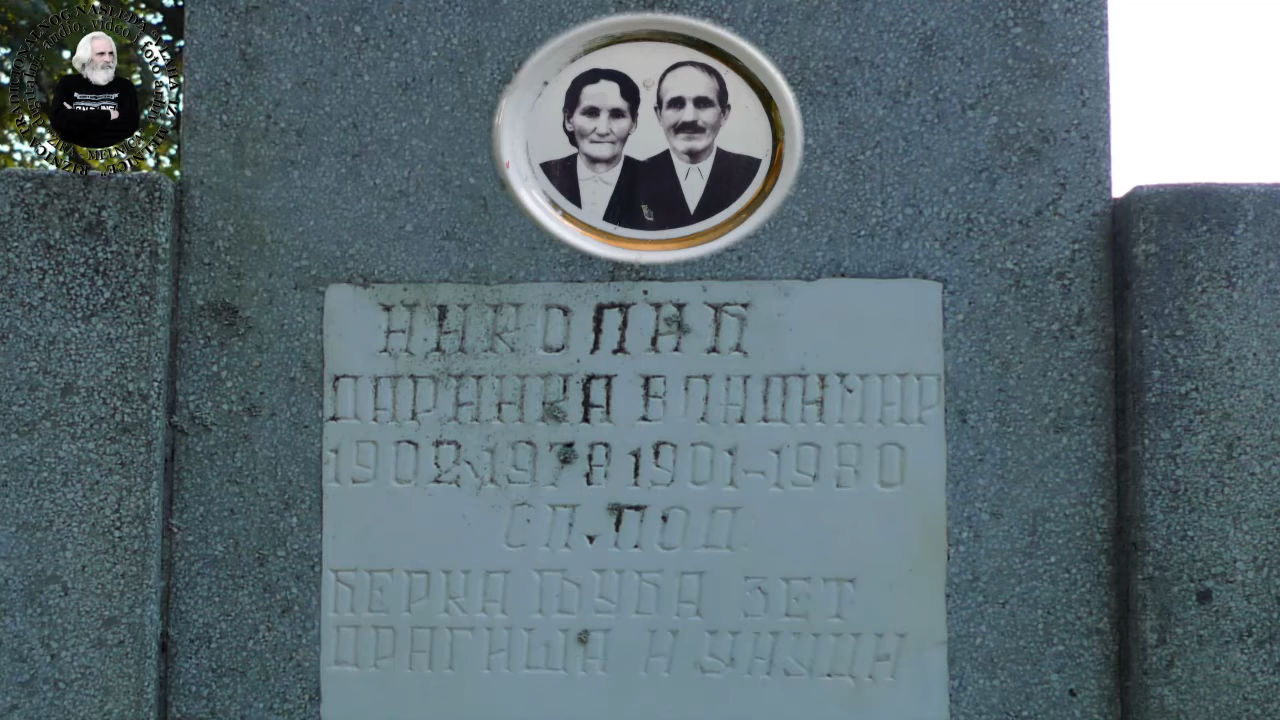 НИКОЛИЋ
ДАРИНКА ВЛАДИМИР
1902-1978 1901-1980
СП. ПОД.
ЋЕРКА ЉУБА ЗЕТ
ДРАГИША И УНУЦИ